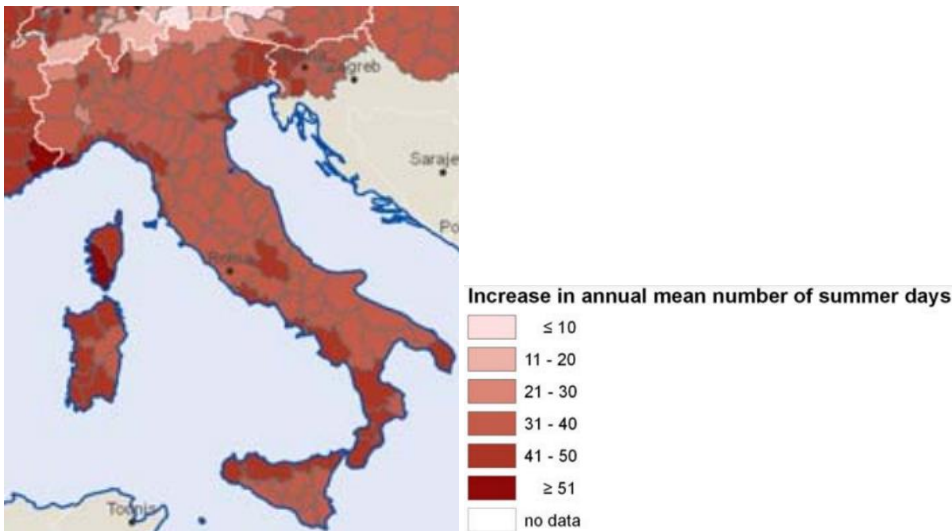 Zagreb
Saraje
Po
Roma
Increase in annual mean number of summer days
≤ 10
11 - 20
21 - 30
31 - 40
41 - 50
≥ 51
no data
Tounis